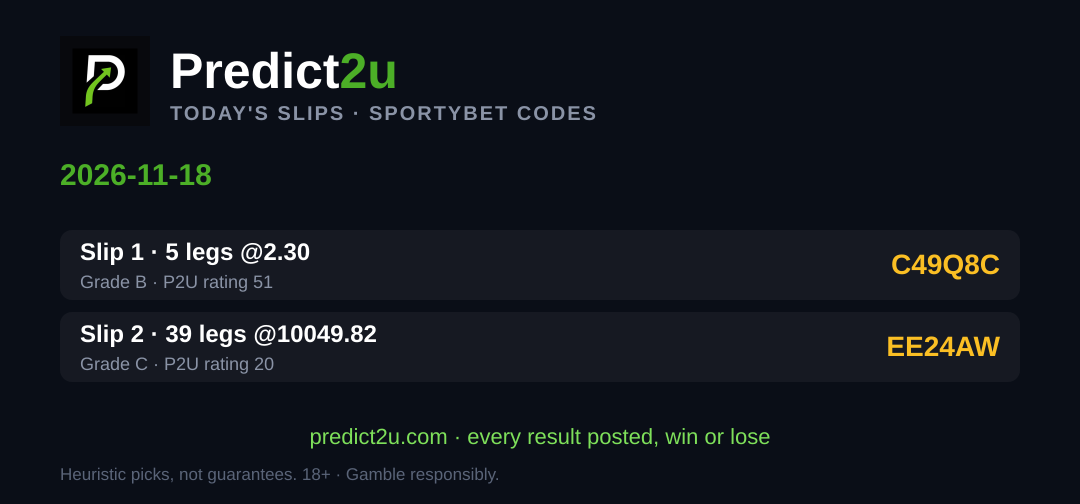 Predict2u
TODAY'S SLIPS · SPORTYBET CODES
2026-11-18
Slip 1 · 5 legs @2.30
C49Q8C
Grade B · P2U rating 51
Slip 2 · 39 legs @10049.82
EE24AW
Grade C · P2U rating 20
predict2u.com · every result posted, win or lose
Heuristic picks, not guarantees. 18+ · Gamble responsibly.